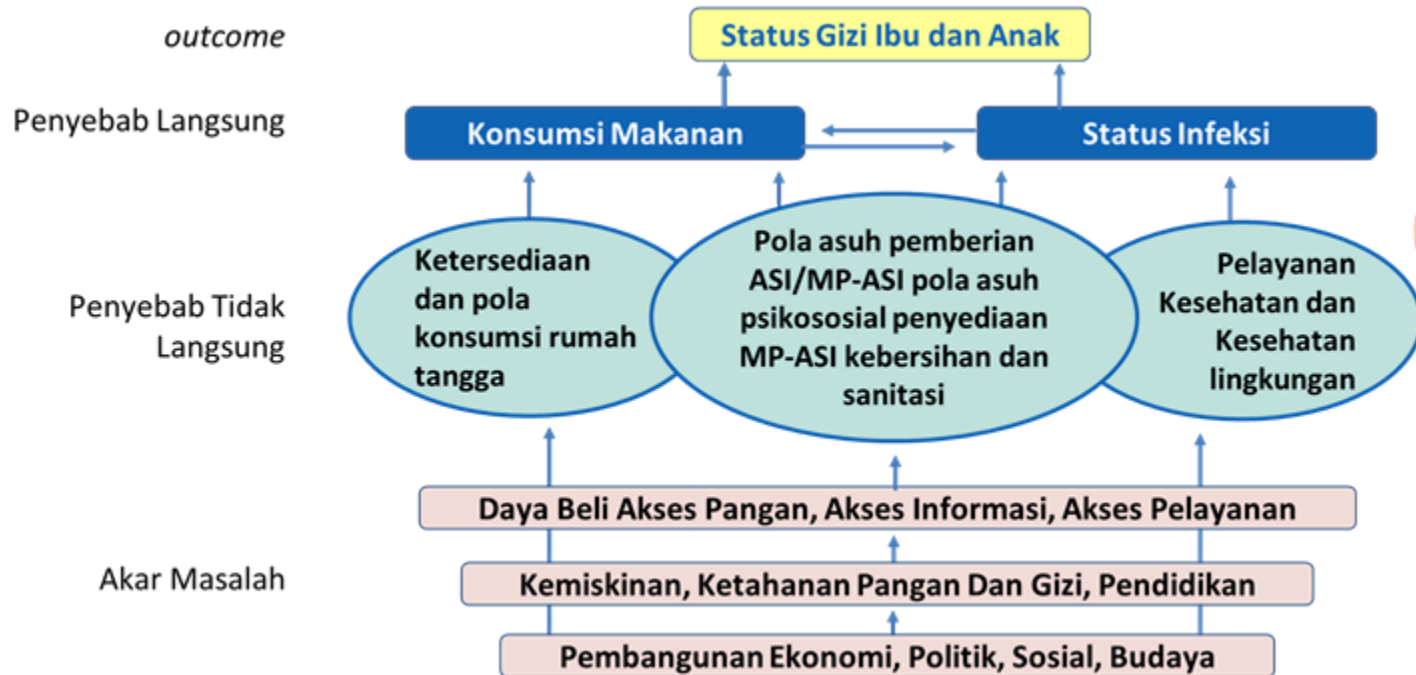 outcome
Status Gizi Ibu dan Anak
Penyebab Langsung
Konsumsi Makanan
Status Infeksi
Penyebab Tidak
Langsung
Ketersediaan
dan pola
konsumsi rumah
tangga
Pola asuh pemberian
ASI/MP-ASI pola asuh
psikososial penyediaan
MP-ASI kebersihan dan
sanitasi
Pelayanan
Kesehatan dan
Kesehatan
lingkungan
Akar Masalah
Daya Beli Akses Pangan, Akses Informasi, Akses Pelayanan
Kemiskinan, Ketahanan Pangan Dan Gizi, Pendidikan
Pembangunan Ekonomi, Politik, Sosial, Budaya